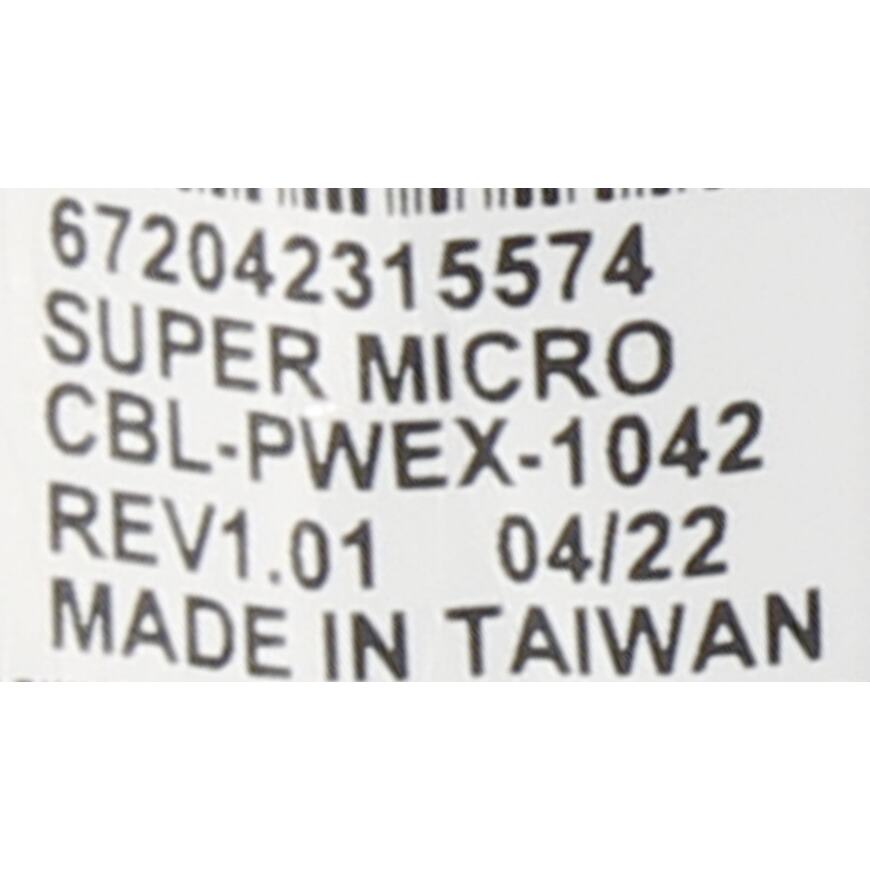 672042315574
SUPER MICRO
CBL-PWEX-1042
REV1.01 04/22
MADE IN TAIWAN